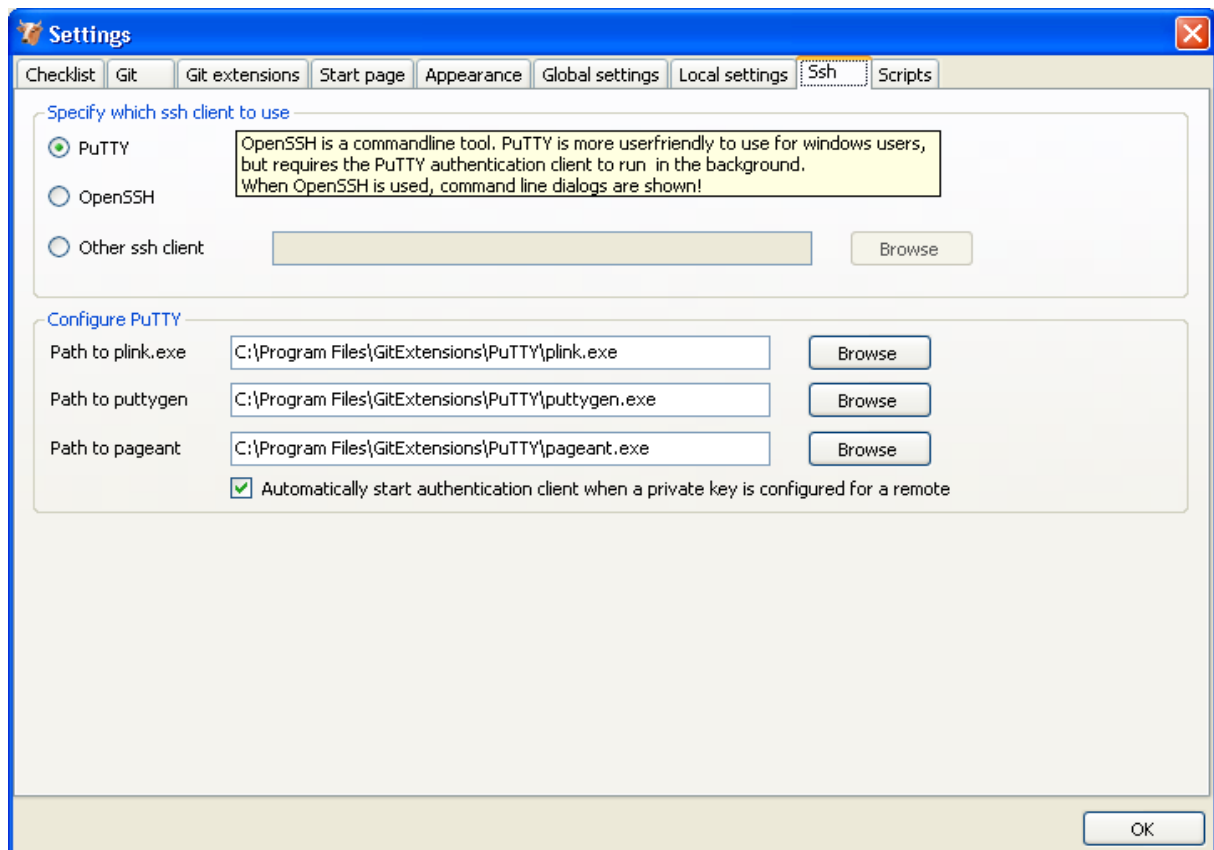 Settings
Checklist Git Git extensions Start page Appearance Global settings Local settings Ssh Scripts
Specify which ssh client to use
PuTTY
OpenSSH is a commandline tool. PuTTY is more userfriendly to use for windows users,
but requires the PuTTY authentication client to run in the background.
When OpenSSH is used, command line dialogs are shown!
OpenSSH
Other ssh client Browse
Configure PuTTY
Path to plink.exe C:\Program Files\GitExtensions\PuTTY\plink.exe Browse
Path to puttygen C:\Program Files\GitExtensions\PuTTY\puttygen.exe Browse
Path to pageant C:\Program Files\GitExtensions\PuTTY\pageant.exe Browse
Automatically start authentication client when a private key is configured for a remote
OK